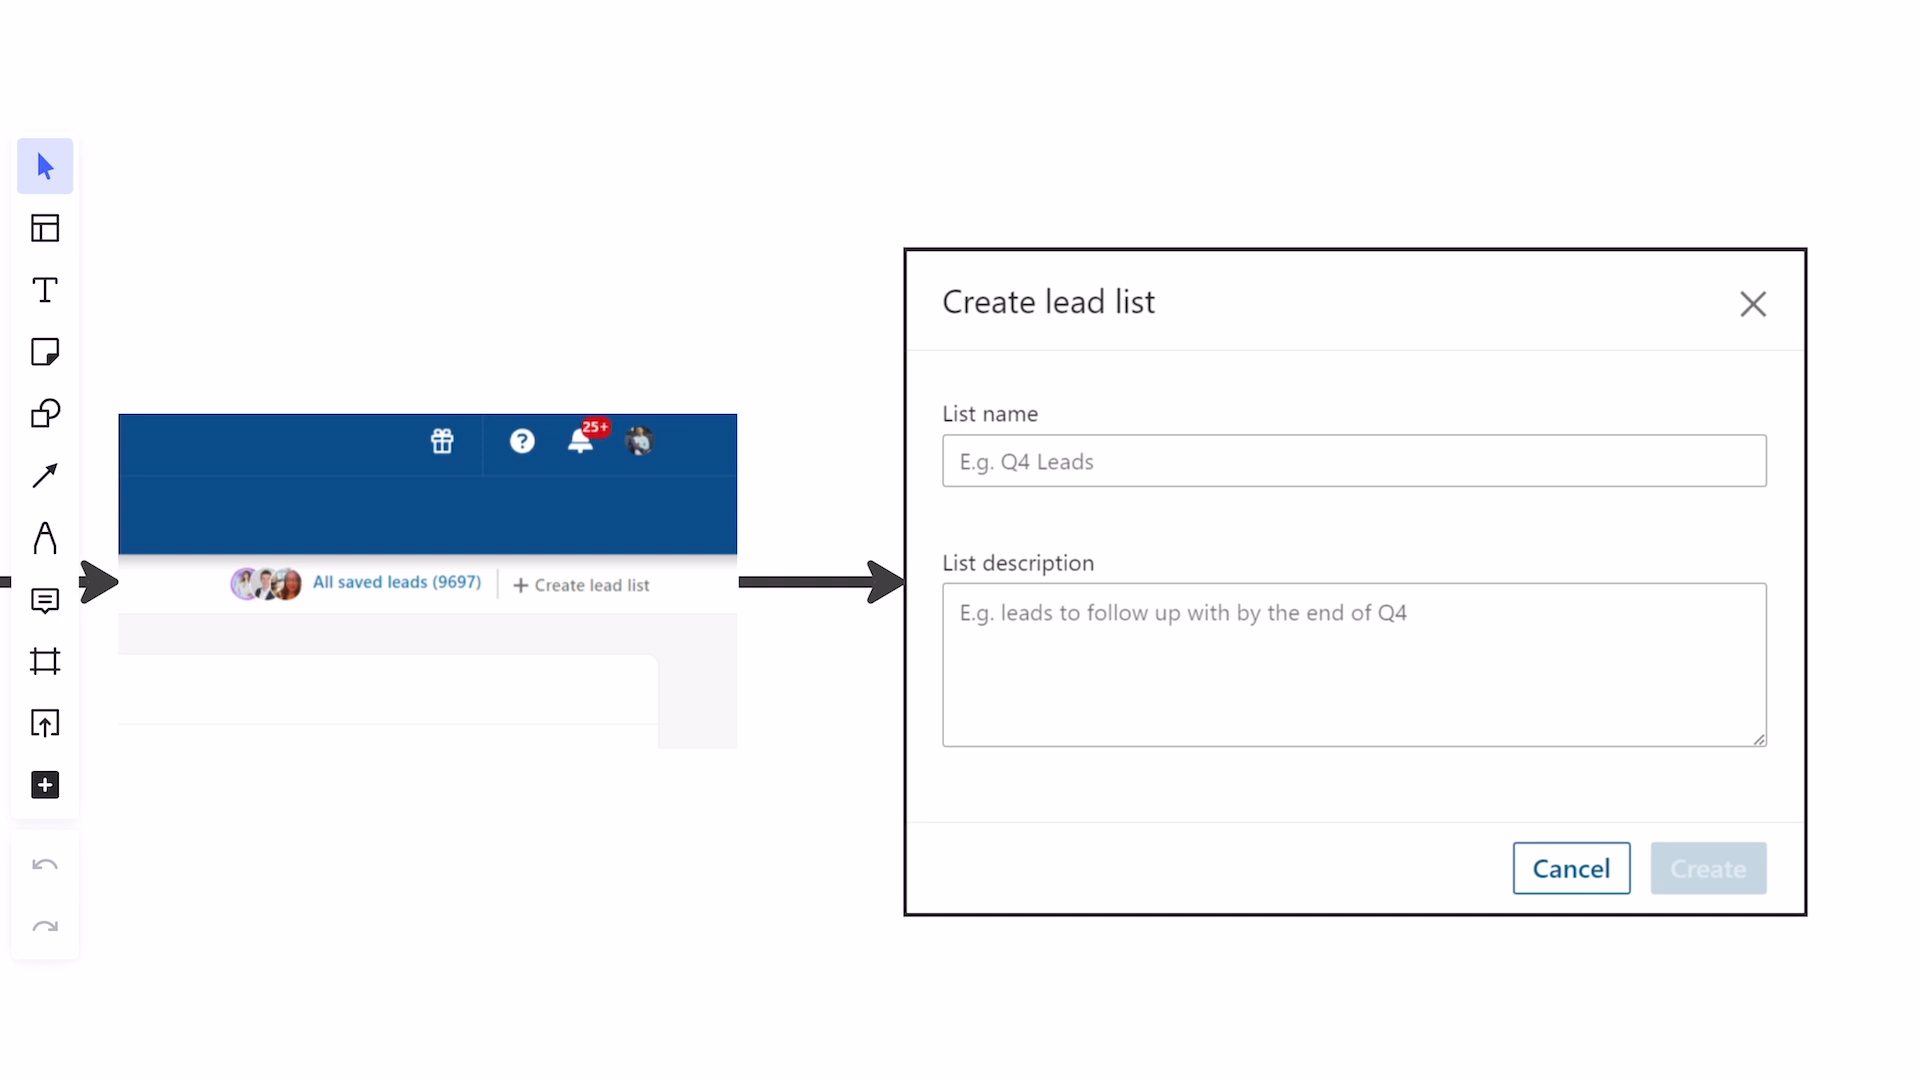 25+
All saved leads (9697)
+ Create lead list
Create lead list
List name
E.g. Q4 Leads
List description
E.g. leads to follow up with by the end of Q4
Cancel
Create